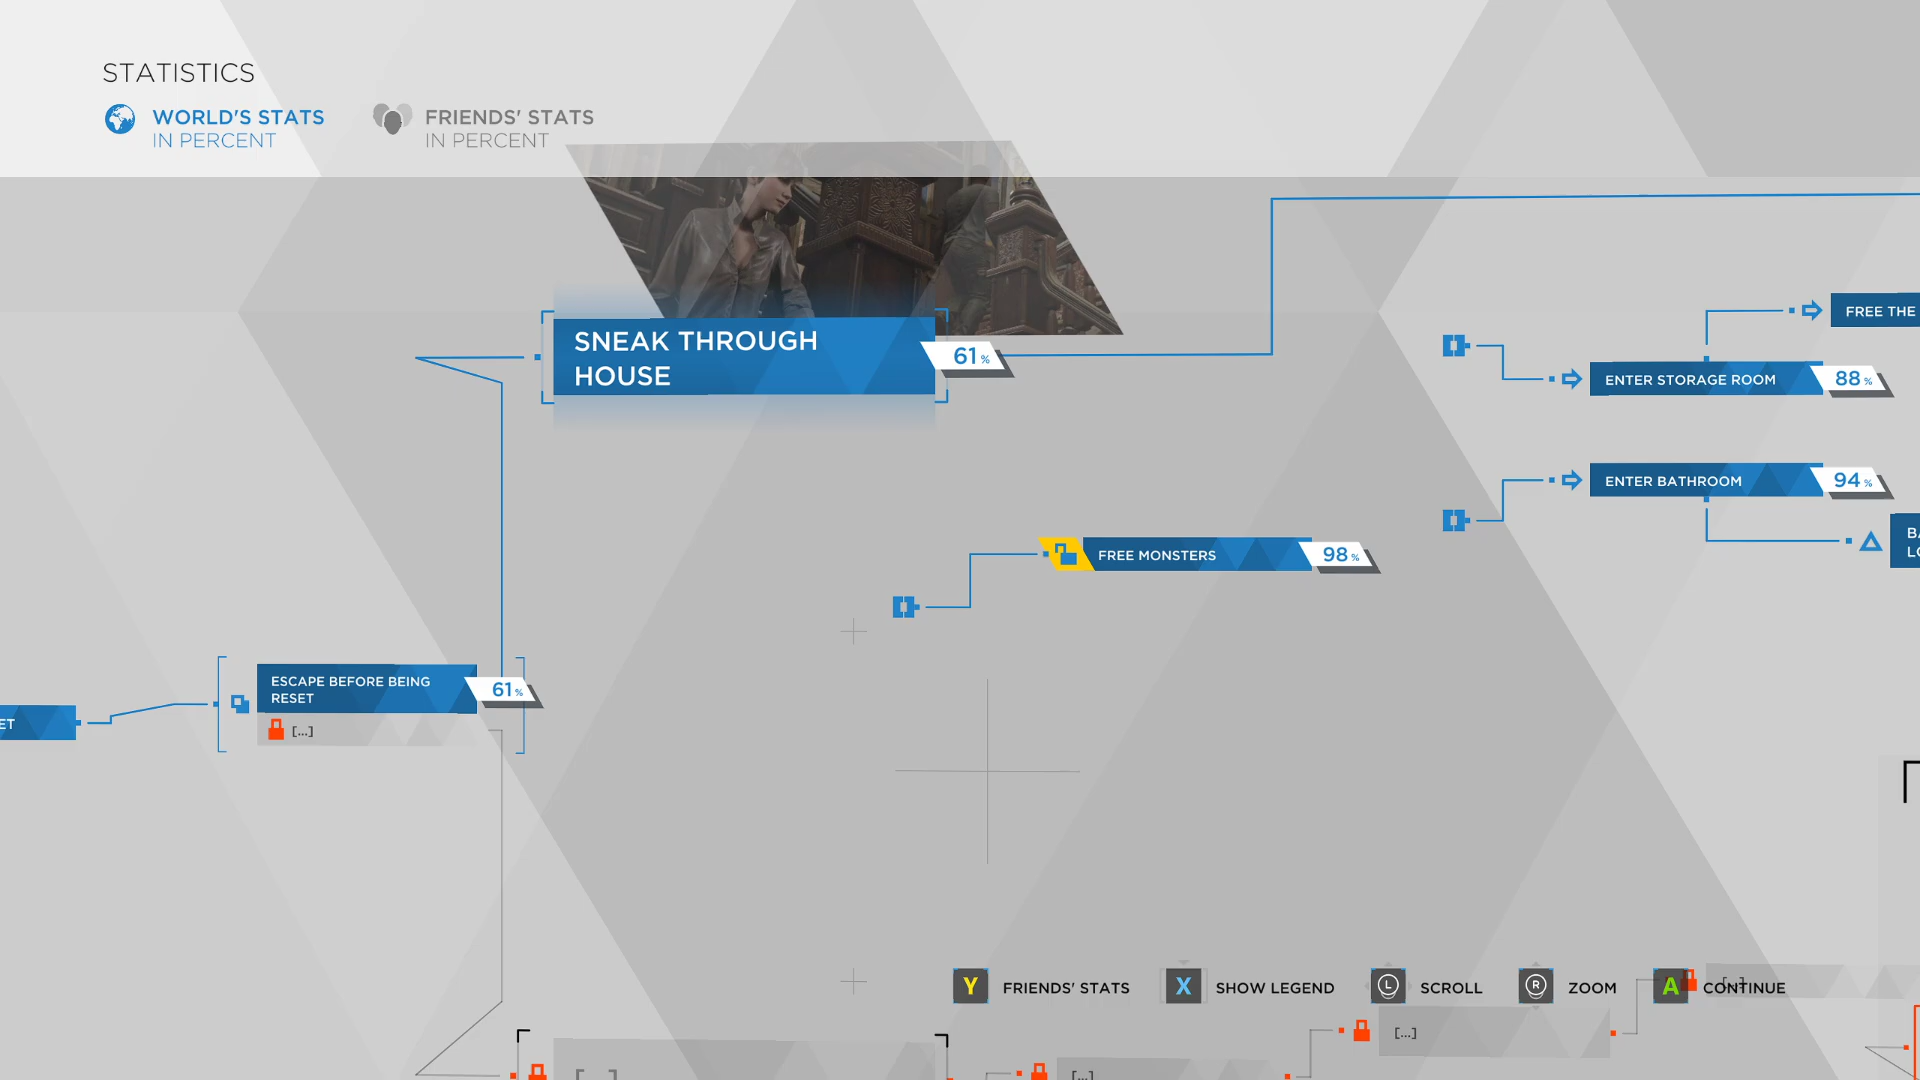 STATISTICS
WORLD'S STATS
IN PERCENT
FRIENDS' STATS
IN PERCENT
SNEAK THROUGH
HOUSE
61%
FREE THE
ENTER STORAGE ROOM
88%
ENTER BATHROOM
94%
FREE MONSTERS
98%
ESCAPE BEFORE BEING
RESET
61%
[...]
ET
Y FRIENDS' STATS
X SHOW LEGEND
L SCROLL
R ZOOM
A CONTINUE
[...]
[...]